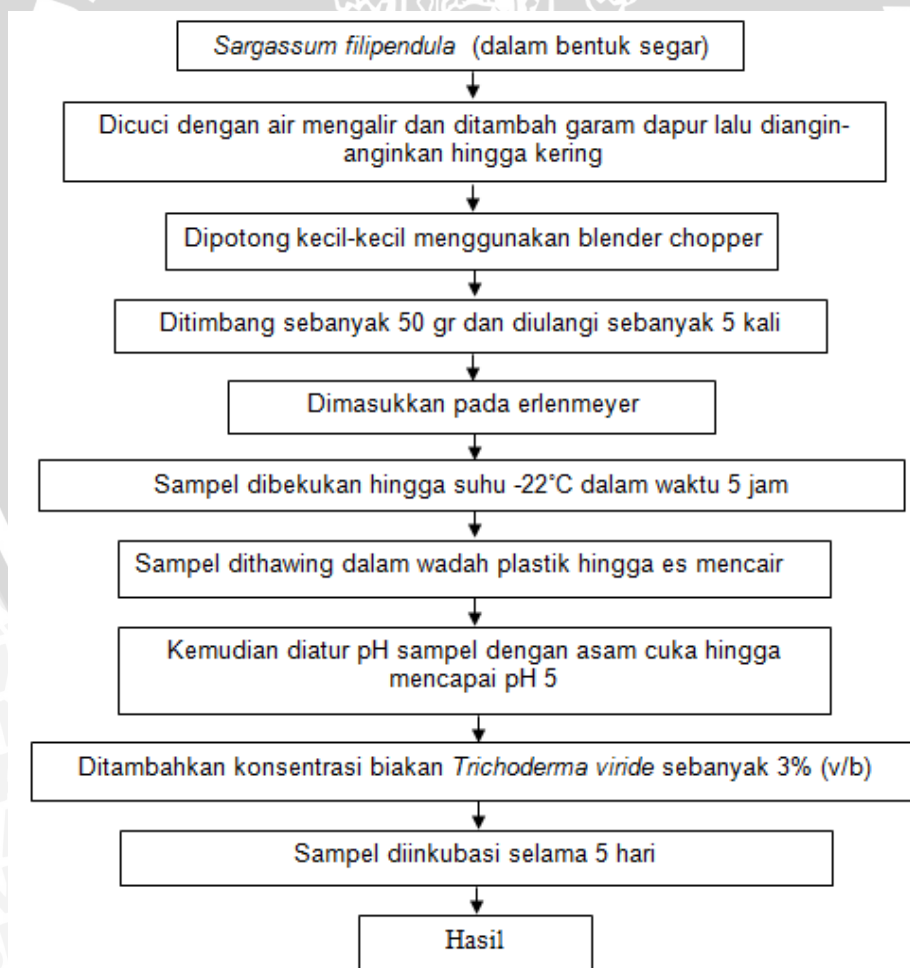 Sargassum filipendula (dalam bentuk segar)
Dicuci dengan air mengalir dan ditambah garam dapur lalu diangin-
anginkan hingga kering
Dipotong kecil-kecil menggunakan blender chopper
Ditimbang sebanyak 50 gr dan diulangi sebanyak 5 kali
Dimasukkan pada erlenmeyer
Sampel dibekukan hingga suhu -22°C dalam waktu 5 jam
Sampel dithawing dalam wadah plastik hingga es mencair
Kemudian diatur pH sampel dengan asam cuka hingga
mencapai pH 5
Ditambahkan konsentrasi biakan Trichoderma viride sebanyak 3% (v/b)
Sampel diinkubasi selama 5 hari
Hasil